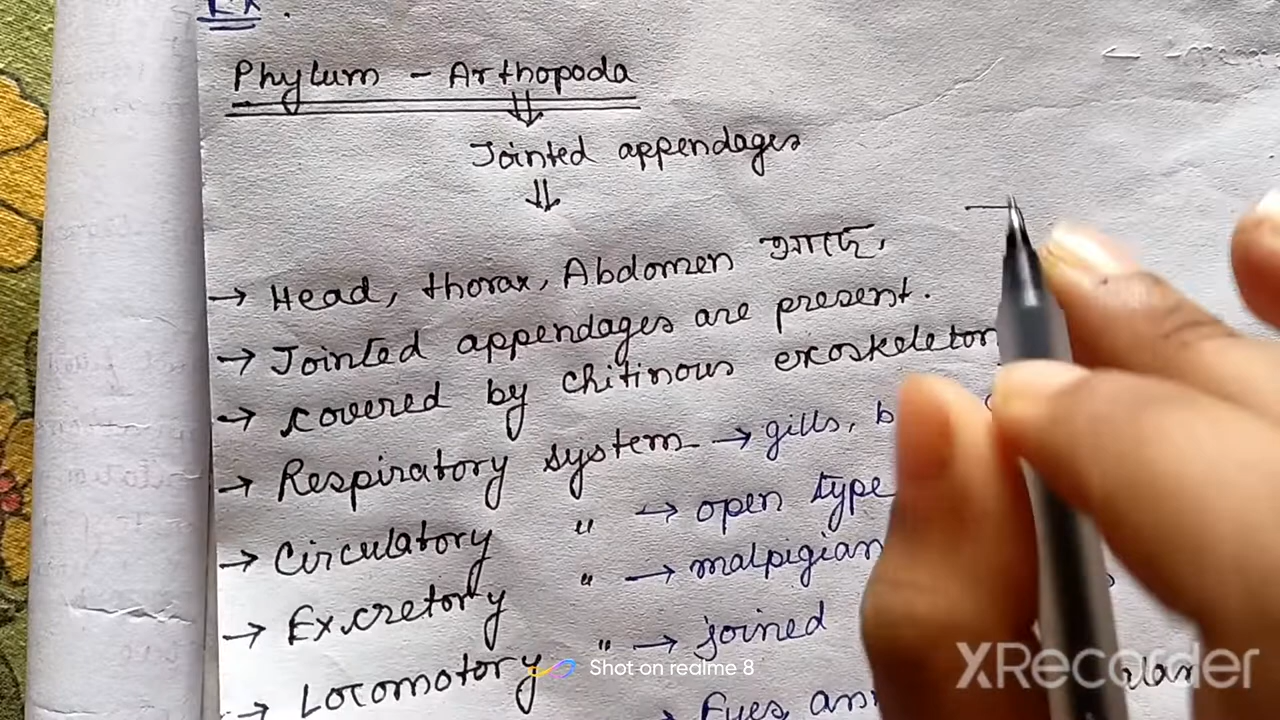 Phylum - Arthopoda
⇓
Jointed appendages
⇓
→ Head, thorax, Abdomen
→ Jointed appendages are present.
→ covered by chitinous exoskeleton
→ Respiratory system → gills, b
→ Circulatory " → open type
→ Excretory " → malpigian
→ Locomotory " → joined
→ Eyes
Shot on realme 8
XRecorder